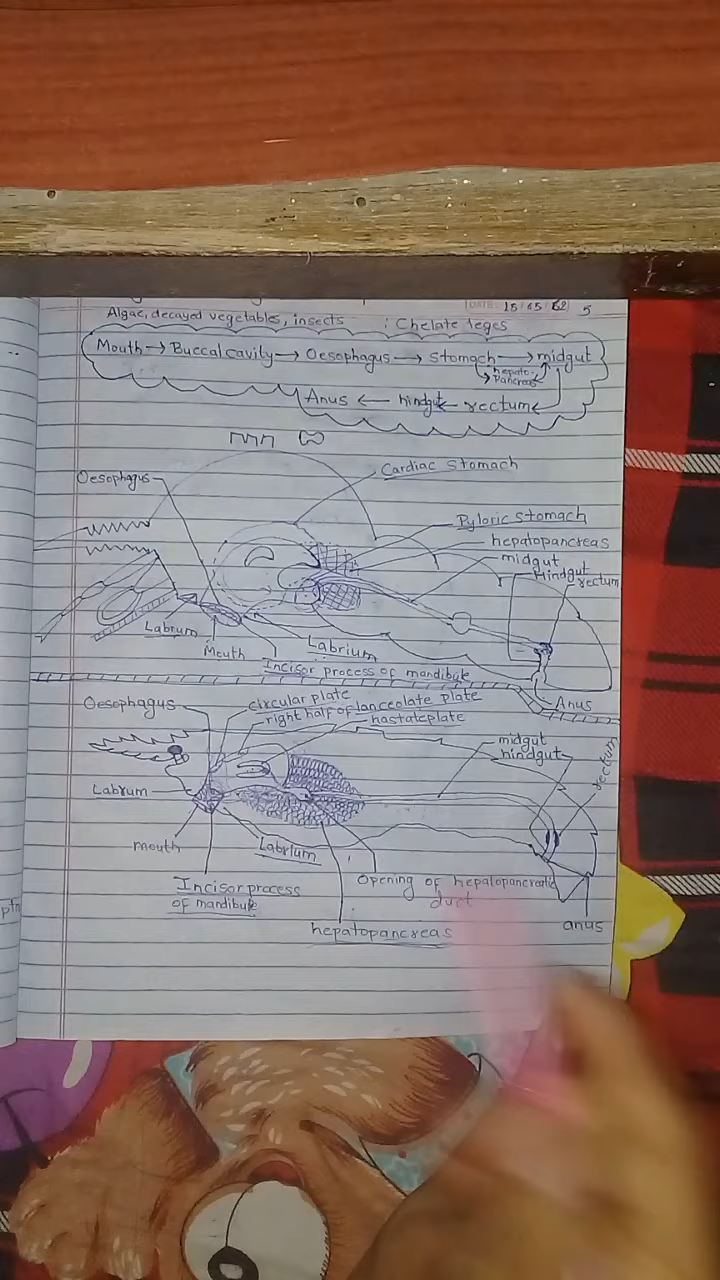 DATE: 15/05/82 5
Algae, decayed vegetables, insects : Chelate leges
Mouth → Buccal cavity → Oesophagus → Stomach → midgut
hepato-
Pancreas
Anus ← hindgut ← rectum
Oesophagus
Cardiac Stomach
Pyloric stomach
hepatopancreas
midgut
Hindgut
rectum
Labrum
Mouth
Labrium
Incisor process of mandibule
Anus
Oesophagus
circular plate
right half of lanceolate plate
hastateplate
midgut
hindgut
rectum
Labrum
mouth
Labrium
Incisor process
of mandibule
Opening of hepatopancreatic
duct
hepatopancreas
anus